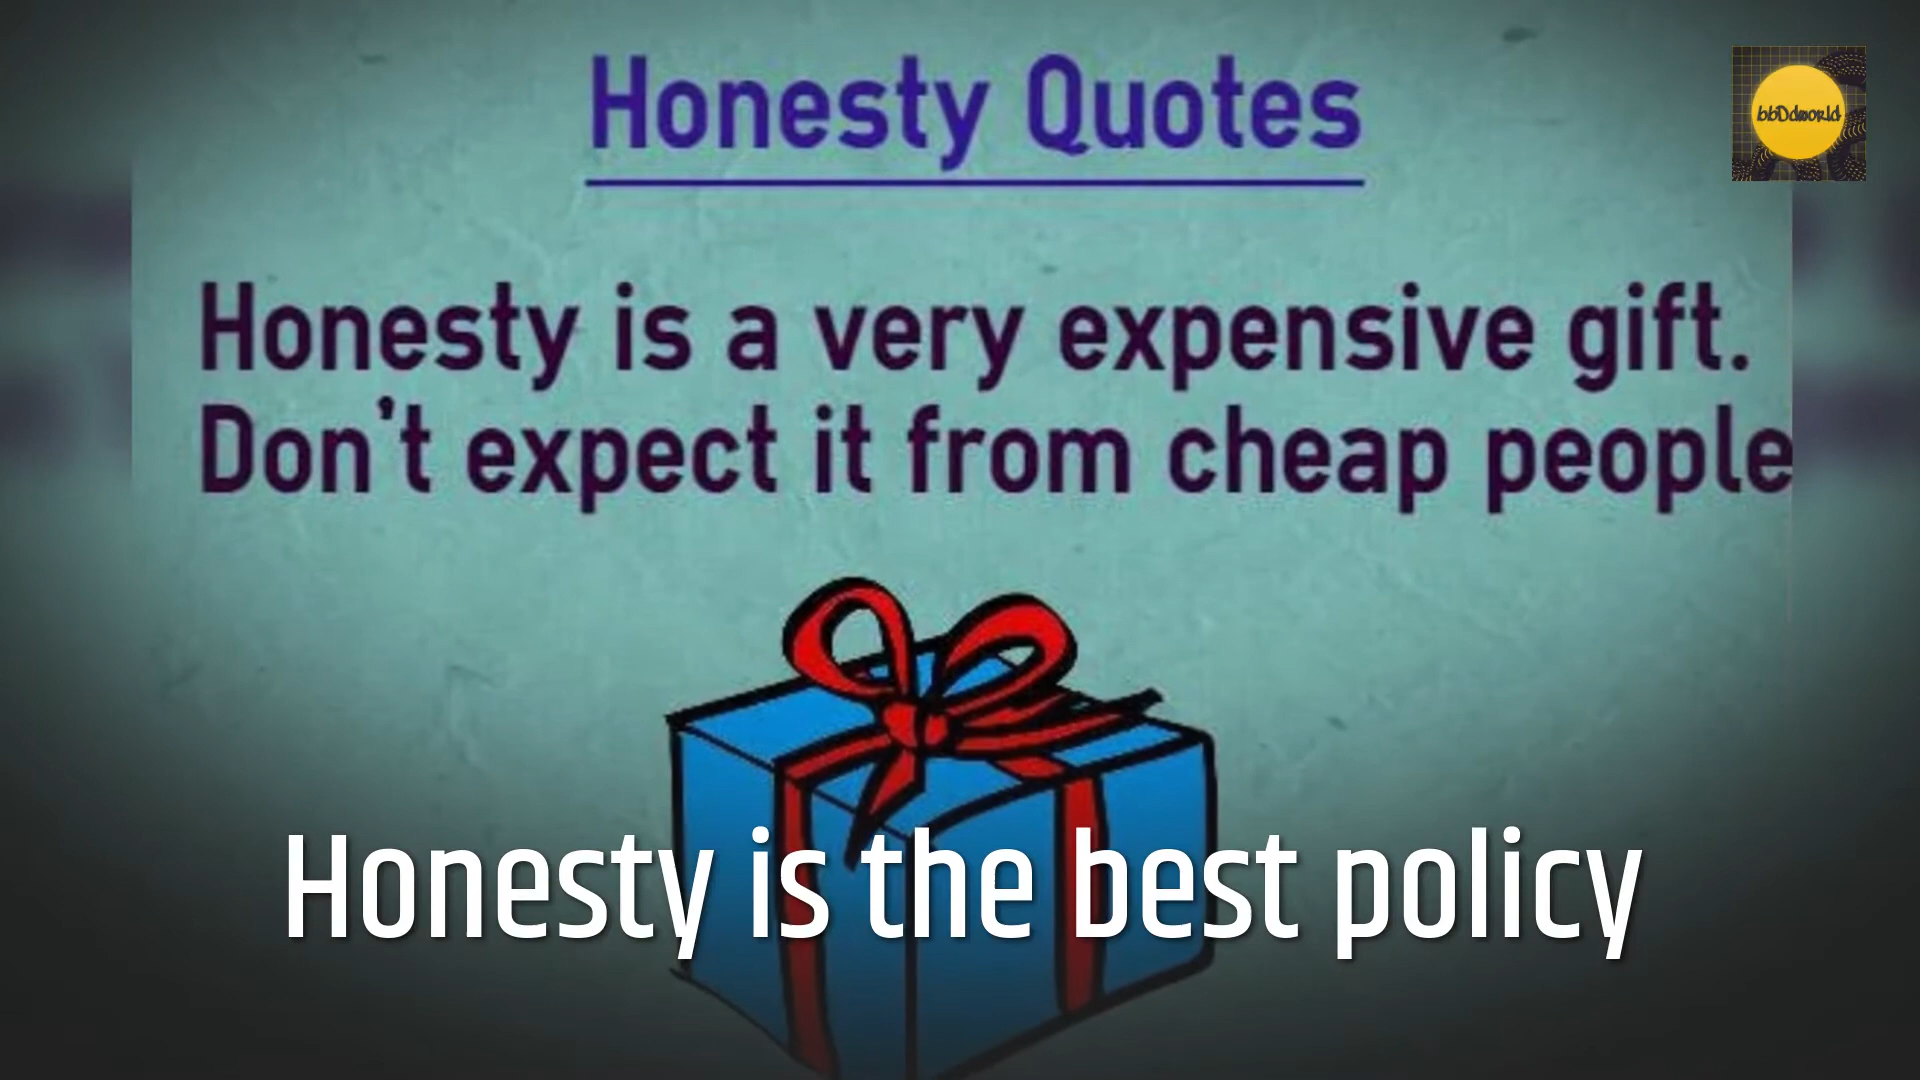 Honesty Quotes
bbDdworld
Honesty is a very expensive gift.
Don't expect it from cheap people
Honesty is the best policy